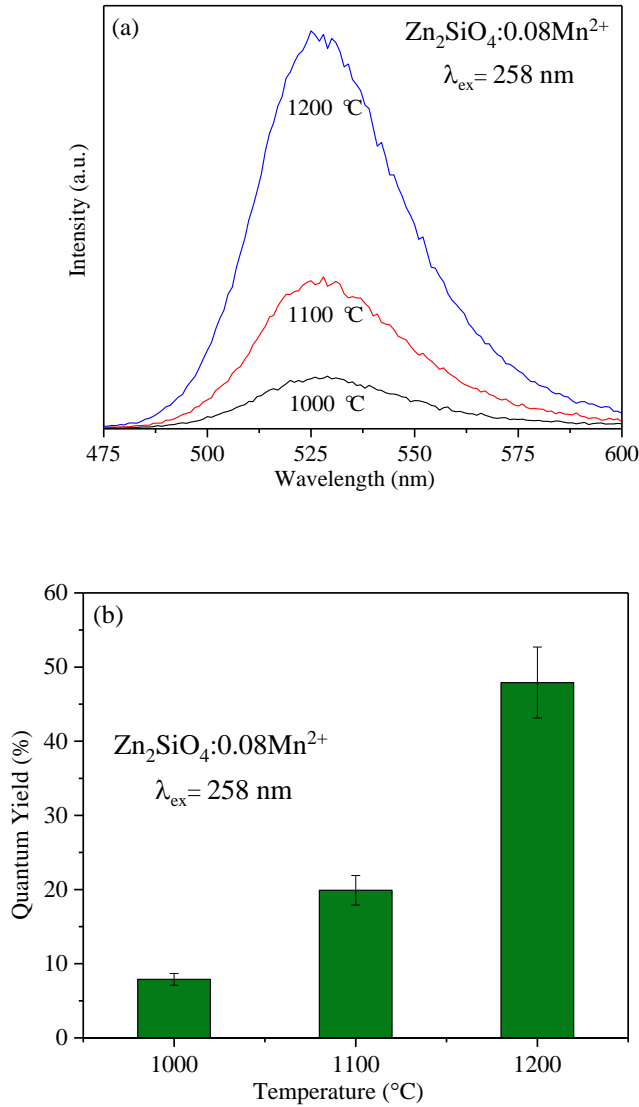 (a)
Zn₂SiO₄:0.08Mn²⁺
λₑₓ= 258 nm
1200 °C
1100 °C
1000 °C
Intensity (a.u.)
475 500 525 550 575 600
Wavelength (nm)
(b)
60
50
40
30
20
10
0
Zn₂SiO₄:0.08Mn²⁺
λₑₓ= 258 nm
Quantum Yield (%)
1000 1100 1200
Temperature (°C)